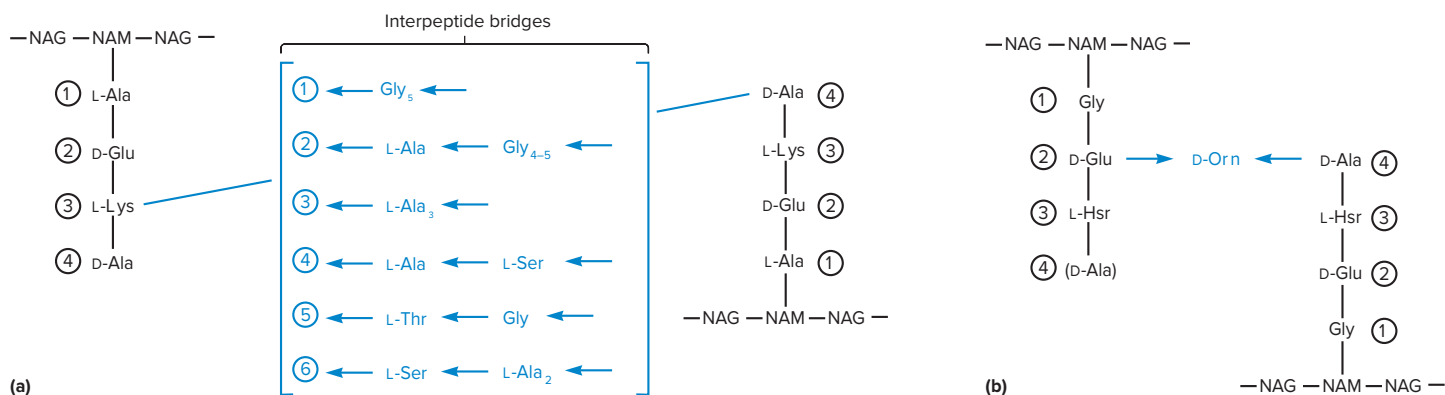 Interpeptide bridges
—NAG—NAM—NAG—
① L-Ala
② D-Glu
③ L-Lys
④ D-Ala
① Gly5
② L-Ala Gly4–5
③ L-Ala3
④ L-Ala L-Ser
⑤ L-Thr Gly
⑥ L-Ser L-Ala2
D-Ala ④
L-Lys ③
D-Glu ②
L-Ala ①
—NAG—NAM—NAG—
(a)
—NAG—NAM—NAG—
① Gly
② D-Glu D-Orn D-Ala ④
③ L-Hsr L-Hsr ③
④ (D-Ala) D-Glu ②
Gly ①
—NAG—NAM—NAG—
(b)